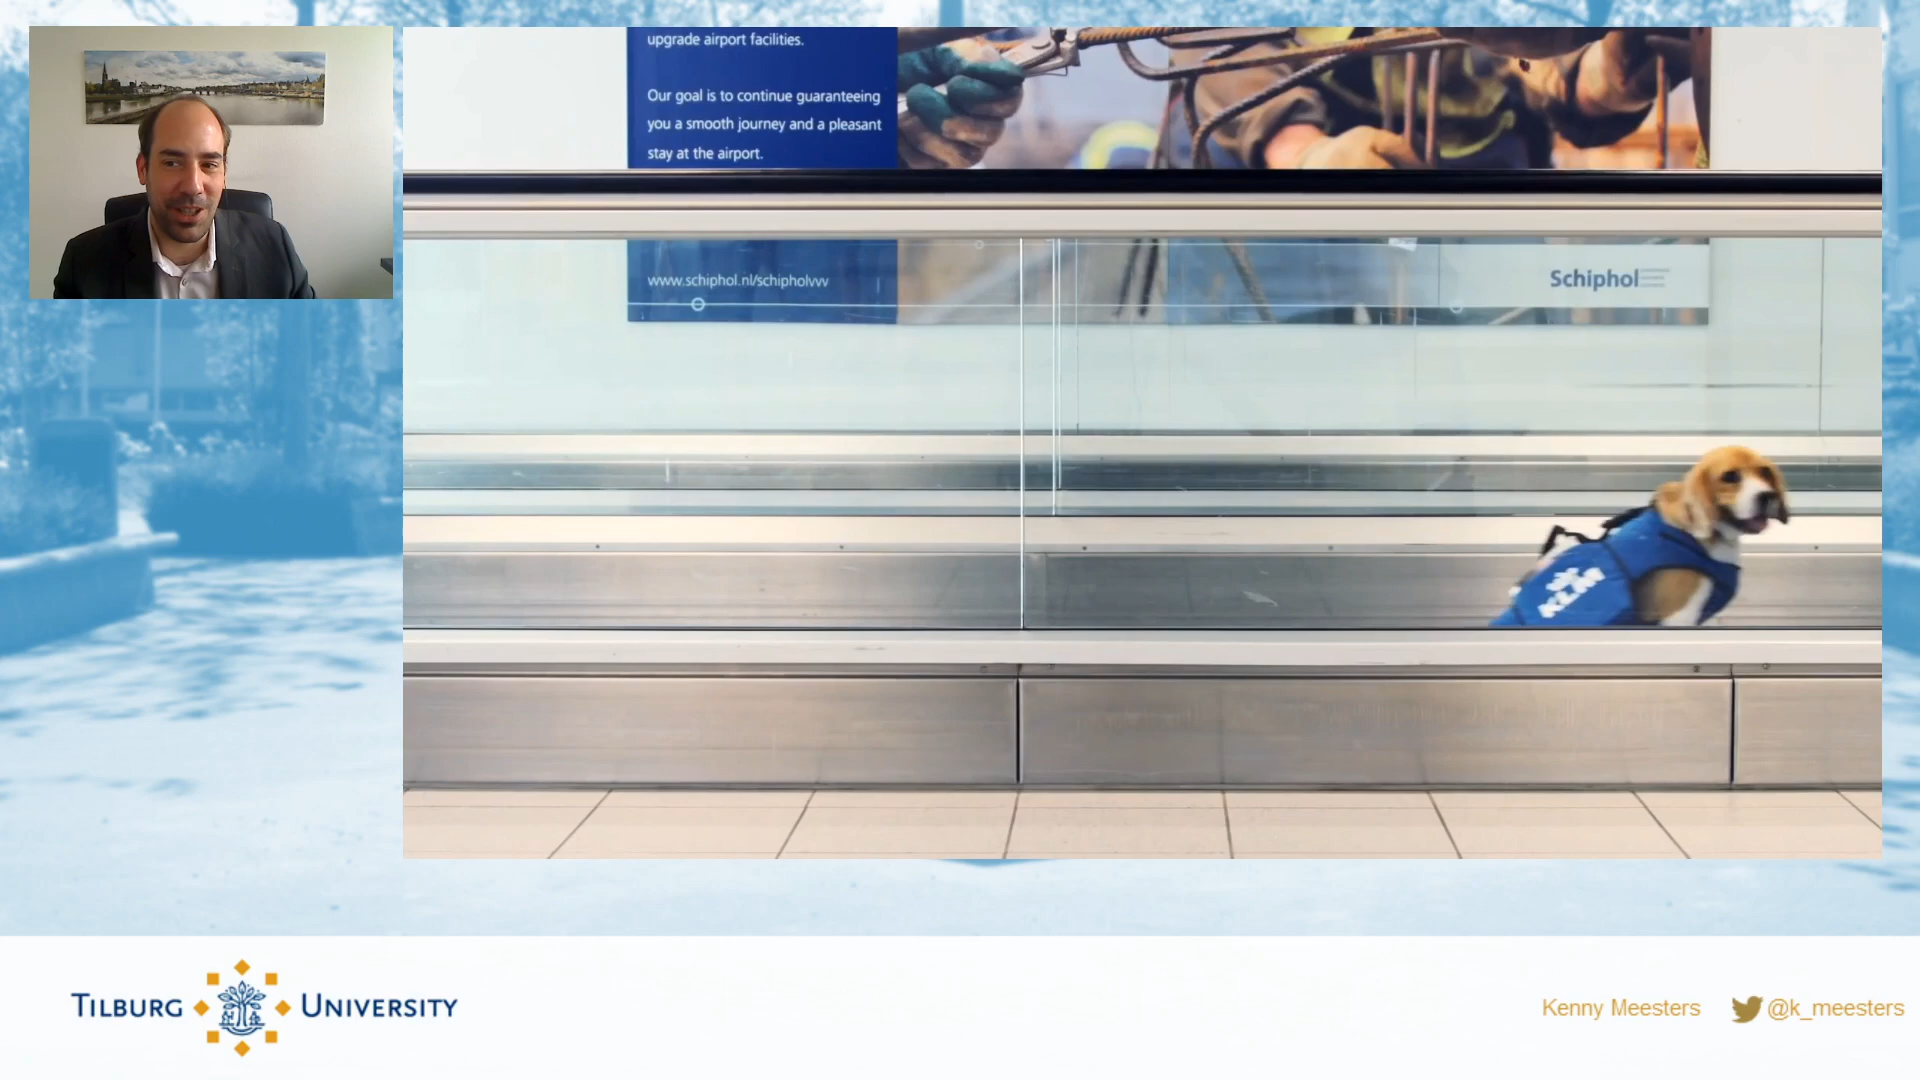 upgrade airport facilities.
Our goal is to continue guaranteeing
you a smooth journey and a pleasant
stay at the airport.
www.schiphol.nl/schipholvvv
Schiphol
KLM
TILBURG UNIVERSITY
Kenny Meesters
@k_meesters